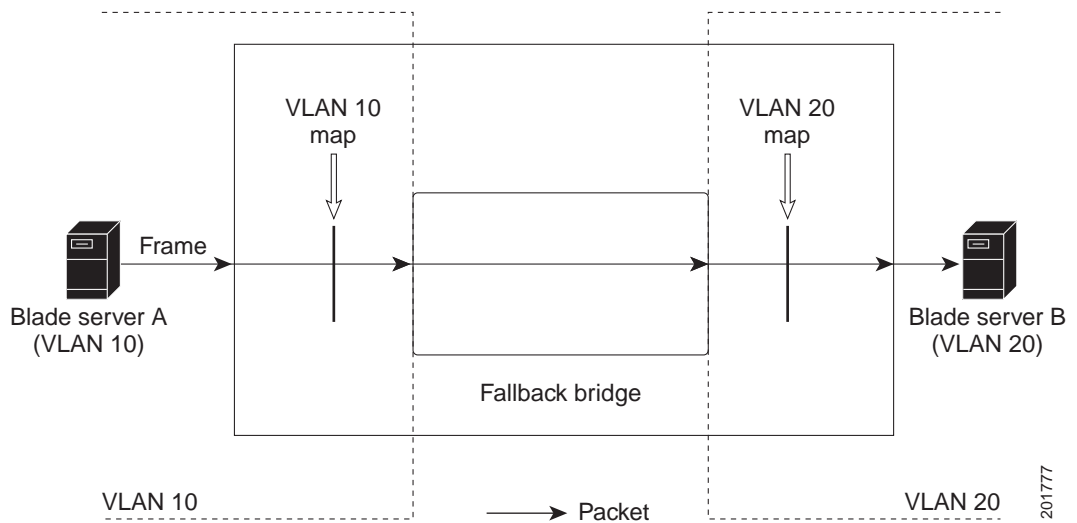 VLAN 10
map
VLAN 20
map
Frame
Blade server A
(VLAN 10)
Blade server B
(VLAN 20)
Fallback bridge
VLAN 10
Packet
VLAN 20
201777